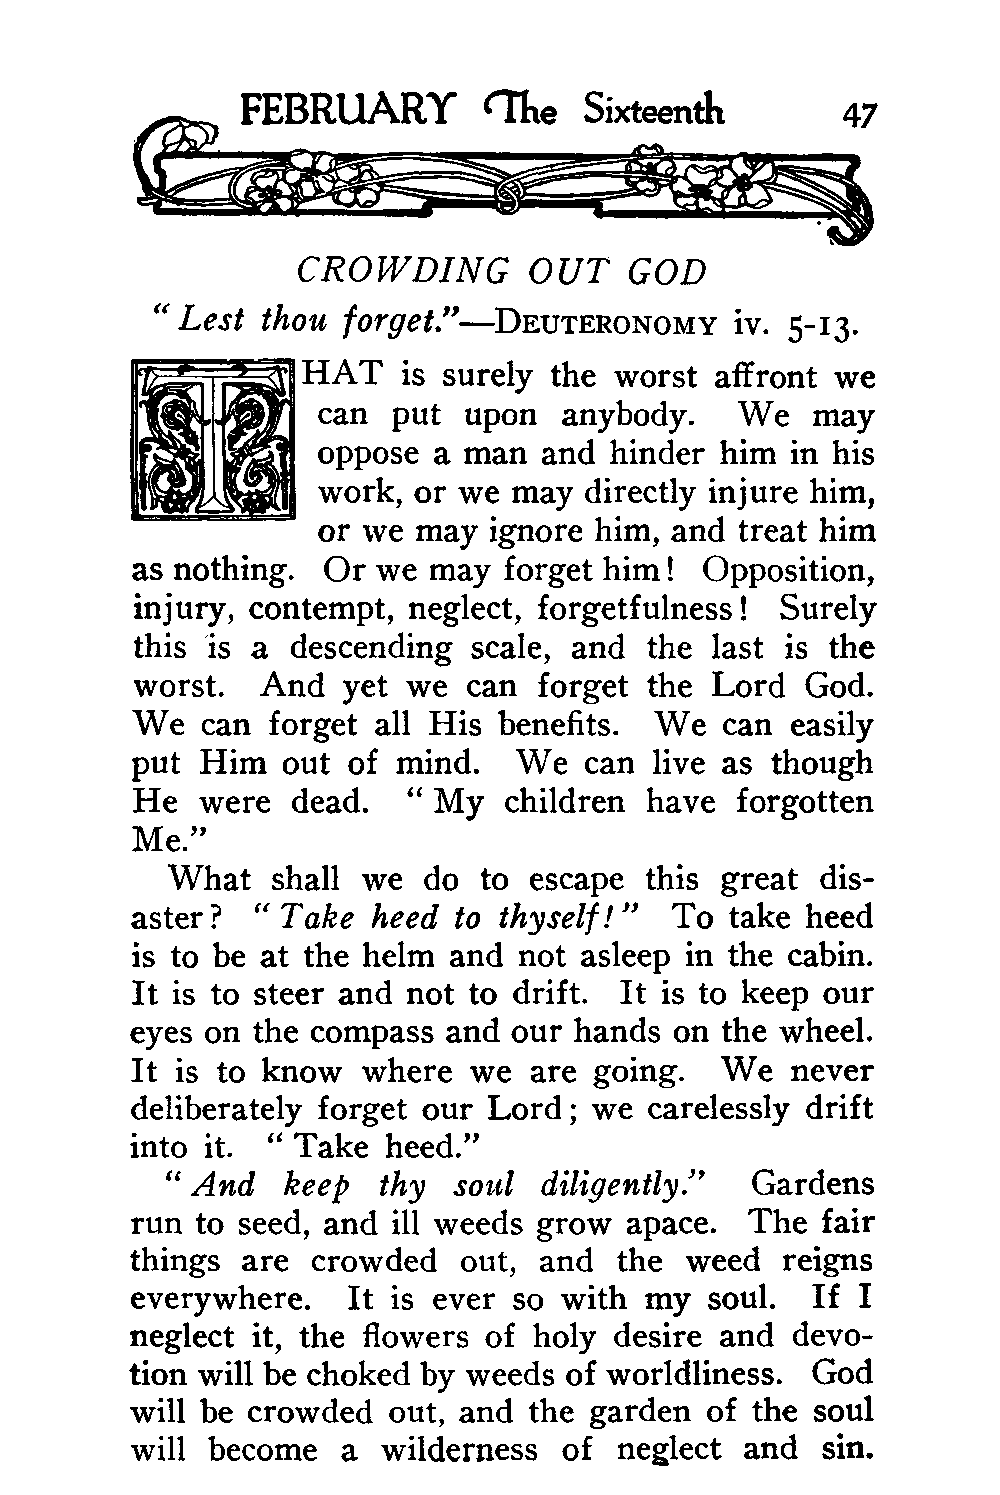 FEBRUARY The Sixteenth 47
CROWDING OUT GOD
“ Lest thou forget.”—DEUTERONOMY iv. 5-13.
THAT is surely the worst affront we
can put upon anybody. We may
oppose a man and hinder him in his
work, or we may directly injure him,
or we may ignore him, and treat him
as nothing. Or we may forget him! Opposition,
injury, contempt, neglect, forgetfulness! Surely
this is a descending scale, and the last is the
worst. And yet we can forget the Lord God.
We can forget all His benefits. We can easily
put Him out of mind. We can live as though
He were dead. “ My children have forgotten
Me.”
What shall we do to escape this great dis-
aster? “ Take heed to thyself!” To take heed
is to be at the helm and not asleep in the cabin.
It is to steer and not to drift. It is to keep our
eyes on the compass and our hands on the wheel.
It is to know where we are going. We never
deliberately forget our Lord; we carelessly drift
into it. “ Take heed.”
“ And keep thy soul diligently.” Gardens
run to seed, and ill weeds grow apace. The fair
things are crowded out, and the weed reigns
everywhere. It is ever so with my soul. If I
neglect it, the flowers of holy desire and devo-
tion will be choked by weeds of worldliness. God
will be crowded out, and the garden of the soul
will become a wilderness of neglect and sin.